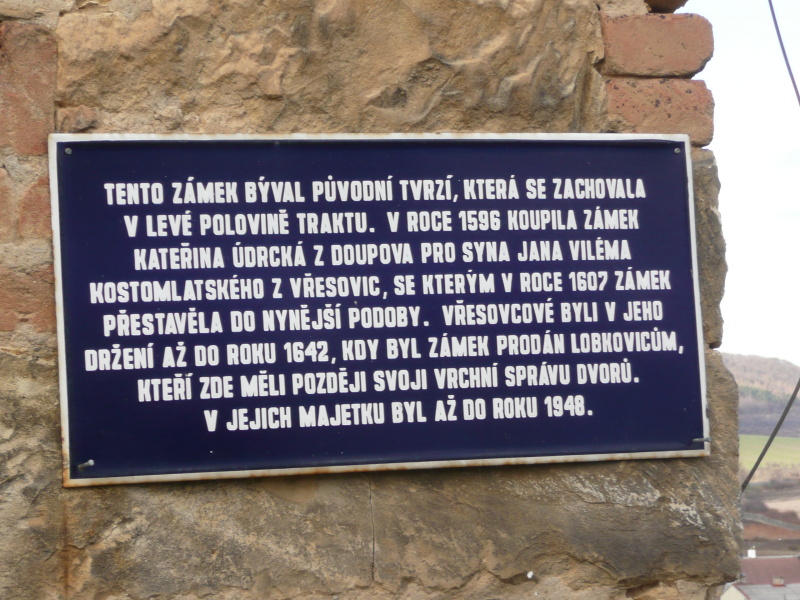 TENTO ZÁMEK BÝVAL PŮVODNÍ TVRZÍ, KTERÁ SE ZACHOVALA
V LEVÉ POLOVINĚ TRAKTU. V ROCE 1596 KOUPILA ZÁMEK
KATEŘINA ÚDRCKÁ Z DOUPOVA PRO SYNA JANA VILÉMA
KOSTOMLATSKÉHO Z VŘESOVIC, SE KTERÝM V ROCE 1607 ZÁMEK
PŘESTAVĚLA DO NYNĚJŠÍ PODOBY. VŘESOVCOVÉ BYLI V JEHO
DRŽENÍ AŽ DO ROKU 1642, KDY BYL ZÁMEK PRODÁN LOBKOVICŮM,
KTEŘÍ ZDE MĚLI POZDĚJI SVOJI VRCHNÍ SPRÁVU DVORŮ.
V JEJICH MAJETKU BYL AŽ DO ROKU 1948.